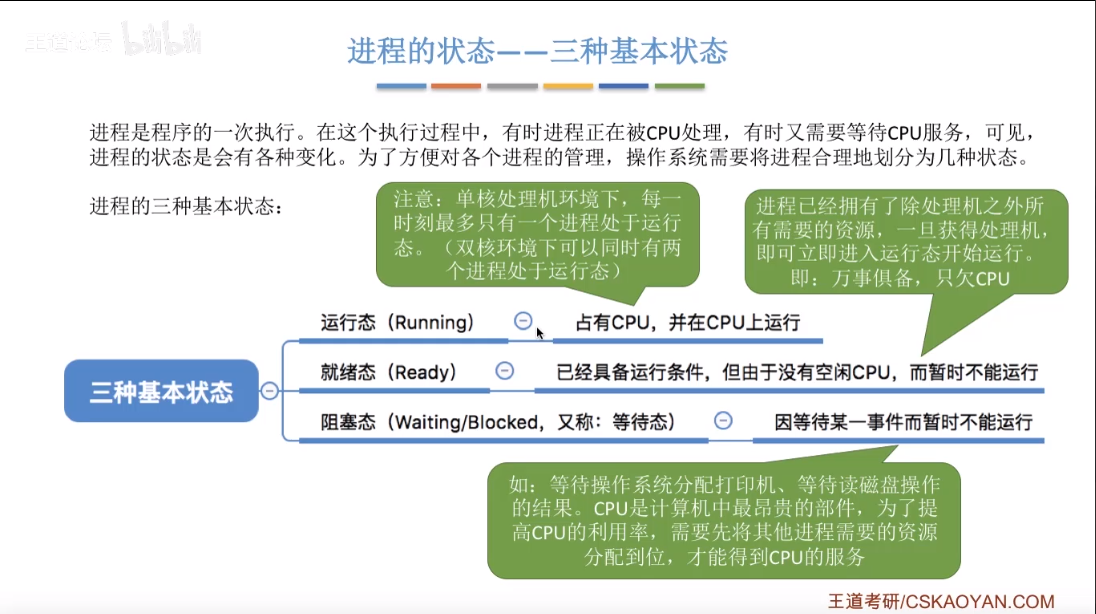 王道论坛 bilibili
进程的状态——三种基本状态
进程是程序的一次执行。在这个执行过程中，有时进程正在被CPU处理，有时又需要等待CPU服务，可见，
进程的状态是会有各种变化。为了方便对各个进程的管理，操作系统需要将进程合理地划分为几种状态。
进程的三种基本状态：
注意：单核处理机环境下，每一
时刻最多只有一个进程处于运行
态。（双核环境下可以同时有两
个进程处于运行态）
进程已经拥有了除处理机之外所
有需要的资源，一旦获得处理机，
即可立即进入运行态开始运行。
即：万事俱备，只欠CPU
三种基本状态
运行态（Running） 占有CPU，并在CPU上运行
就绪态（Ready） 已经具备运行条件，但由于没有空闲CPU，而暂时不能运行
阻塞态（Waiting/Blocked，又称：等待态） 因等待某一事件而暂时不能运行
如：等待操作系统分配打印机、等待读磁盘操作
的结果。CPU是计算机中最昂贵的部件，为了提
高CPU的利用率，需要先将其他进程需要的资源
分配到位，才能得到CPU的服务
王道考研/CSKAOYAN.COM